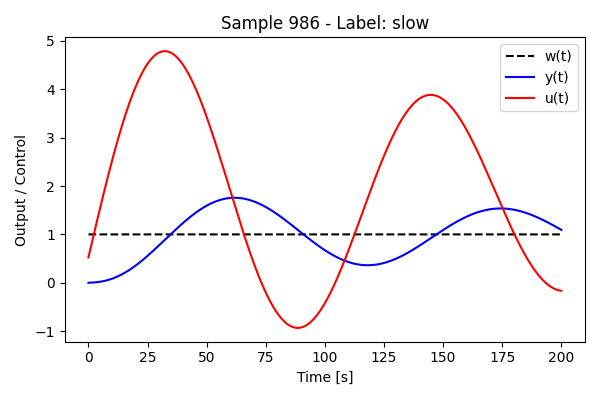 Sample 986 - Label: slow
5
4
3
2
1
0
−1
Output / Control
w(t)
y(t)
u(t)
0 25 50 75 100 125 150 175 200
Time [s]